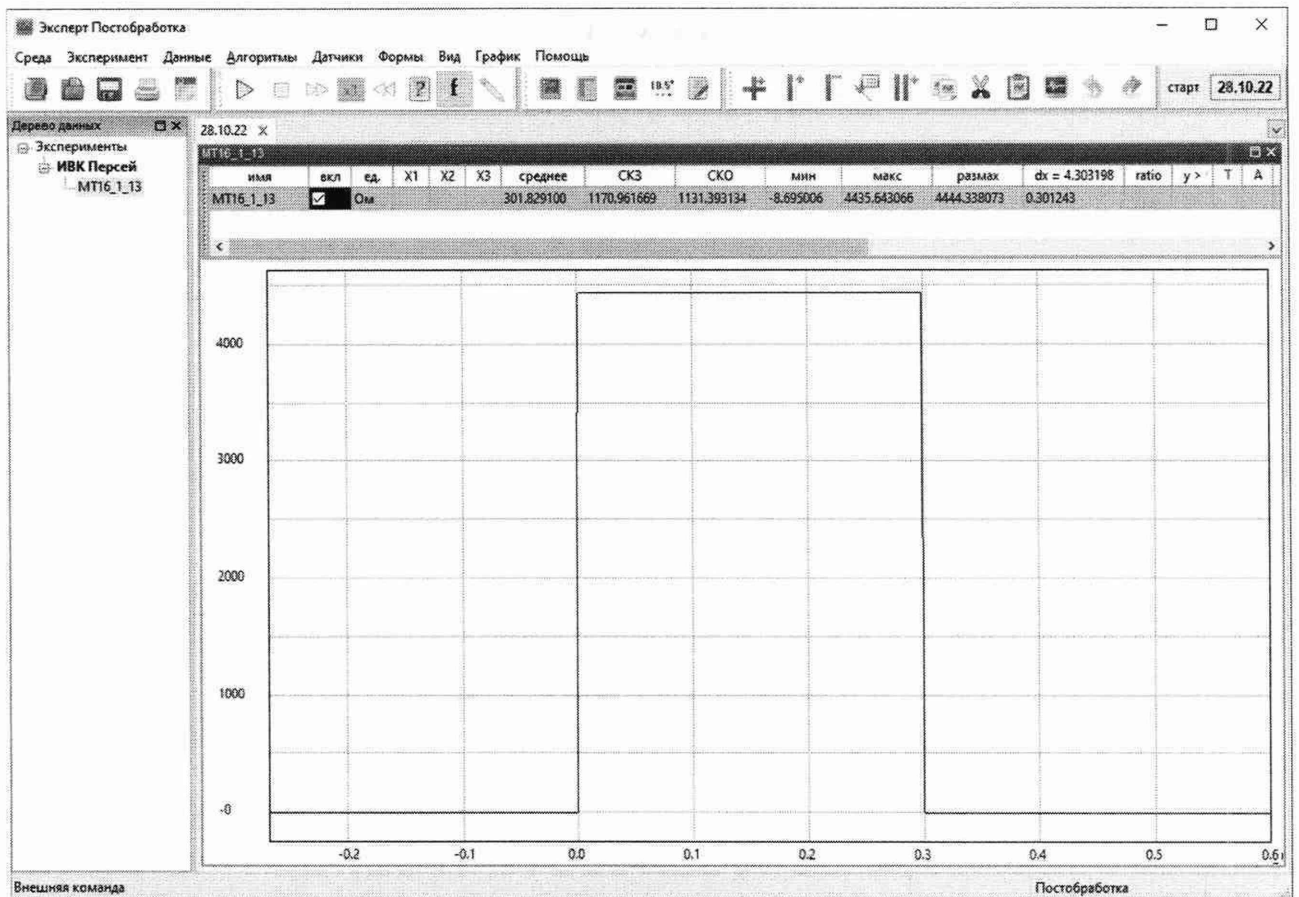 Эксперт Постобработка
Среда Эксперимент Данные Алгоритмы Датчики Формы Вид График Помощь
старт 28.10.22
Дерево данных
Эксперименты
ИВК Персей
МТ16_1_13
28.10.22
МТ16_1_13
имя вкл ед. X1 X2 X3 среднее СКЗ СКО мин макс размах dx = 4.303198 ratio y > T A
МТ16_1_13 Ом 301.829100 1170.961669 1131.393134 -8.695006 4435.643066 4444.338073 0.301243
4000
3000
2000
1000
-0
-0.2 -0.1 0.0 0.1 0.2 0.3 0.4 0.5 0.6
Внешняя команда Постобработка